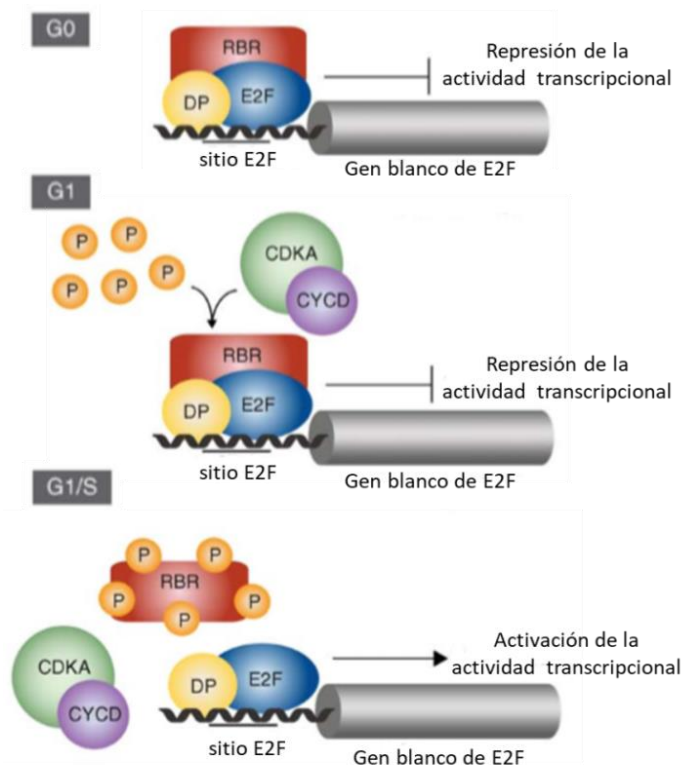 G0
RBR
DP
E2F
Represión de la
actividad transcripcional
sitio E2F
Gen blanco de E2F
G1
P
P
P
P
P
CDKA
CYCD
RBR
DP
E2F
Represión de la
actividad transcripcional
sitio E2F
Gen blanco de E2F
G1/S
P
P
RBR
P
P
P
CDKA
CYCD
DP
E2F
Activación de la
actividad transcripcional
sitio E2F
Gen blanco de E2F